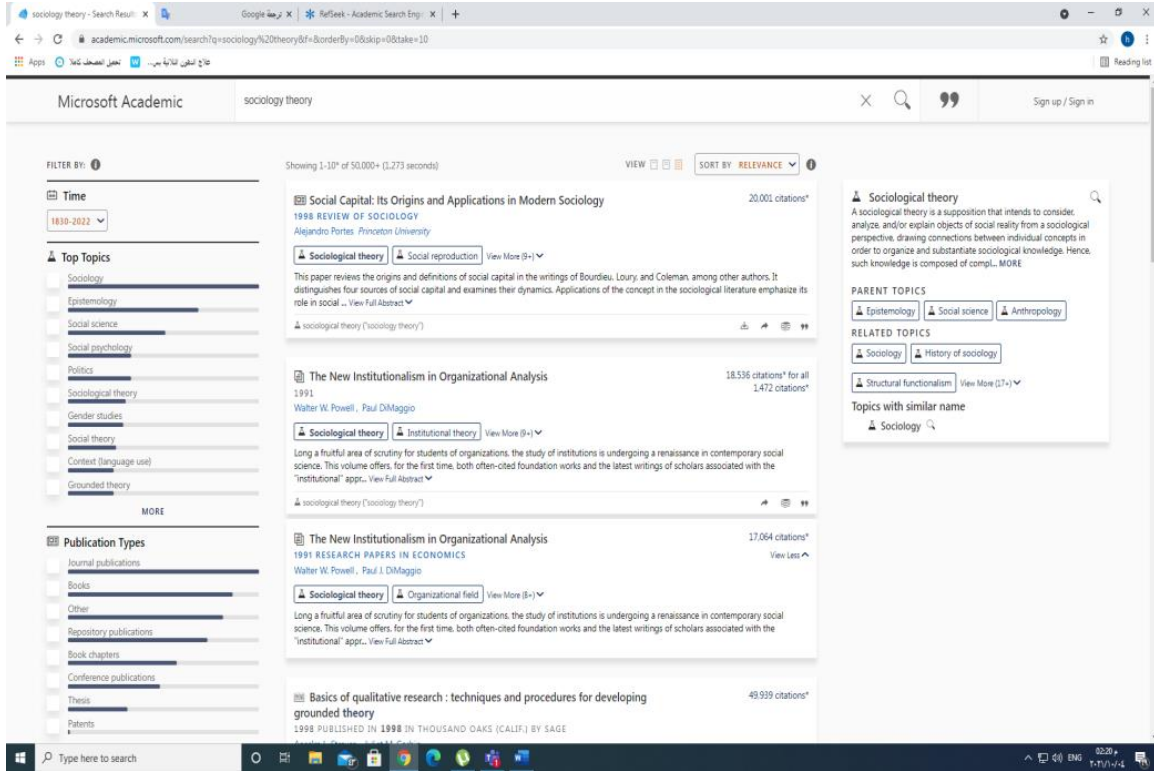 sociology theory - Search Result
Google ترجمة
RefSeek - Academic Search Engi
academic.microsoft.com/search?q=sociology%20theory&f=&orderBy=0&skip=0&take=10
h
Apps
تحميل المصحف كاملا
Reading list
Microsoft Academic
sociology theory
Sign up / Sign in
FILTER BY:
Showing 1-10* of 50,000+ (1.273 seconds)
VIEW
SORT BY RELEVANCE
Time
1830-2022
Top Topics
Sociology
Epistemology
Social science
Social psychology
Politics
Sociological theory
Gender studies
Social theory
Context (language use)
Grounded theory
MORE
Publication Types
Journal publications
Books
Other
Repository publications
Book chapters
Conference publications
Thesis
Patents
Social Capital: Its Origins and Applications in Modern Sociology
20,001 citations*
1998 REVIEW OF SOCIOLOGY
Alejandro Portes Princeton University
Sociological theory Social reproduction View More (9+)
This paper reviews the origins and definitions of social capital in the writings of Bourdieu, Loury, and Coleman, among other authors. It
distinguishes four sources of social capital and examines their dynamics. Applications of the concept in the sociological literature emphasize its
role in social ... View Full Abstract
sociological theory ("sociology theory")
The New Institutionalism in Organizational Analysis
18,536 citations* for all
1,472 citations*
1991
Walter W. Powell , Paul DiMaggio
Sociological theory Institutional theory View More (9+)
Long a fruitful area of scrutiny for students of organizations, the study of institutions is undergoing a renaissance in contemporary social
science. This volume offers, for the first time, both often-cited foundation works and the latest writings of scholars associated with the
"institutional" appr... View Full Abstract
sociological theory ("sociology theory")
The New Institutionalism in Organizational Analysis
17,064 citations*
1991 RESEARCH PAPERS IN ECONOMICS
View Less
Walter W. Powell , Paul J. DiMaggio
Sociological theory Organizational field View More (8+)
Long a fruitful area of scrutiny for students of organizations, the study of institutions is undergoing a renaissance in contemporary social
science. This volume offers, for the first time, both often-cited foundation works and the latest writings of scholars associated with the
"institutional" appr... View Full Abstract
Basics of qualitative research : techniques and procedures for developing
grounded theory
49,939 citations*
1998 PUBLISHED IN 1998 IN THOUSAND OAKS (CALIF.) BY SAGE
Sociological theory
A sociological theory is a supposition that intends to consider,
analyze, and/or explain objects of social reality from a sociological
perspective, drawing connections between individual concepts in
order to organize and substantiate sociological knowledge. Hence,
such knowledge is composed of compl... MORE
PARENT TOPICS
Epistemology Social science Anthropology
RELATED TOPICS
Sociology History of sociology
Structural functionalism View More (17+)
Topics with similar name
Sociology
Type here to search
ENG